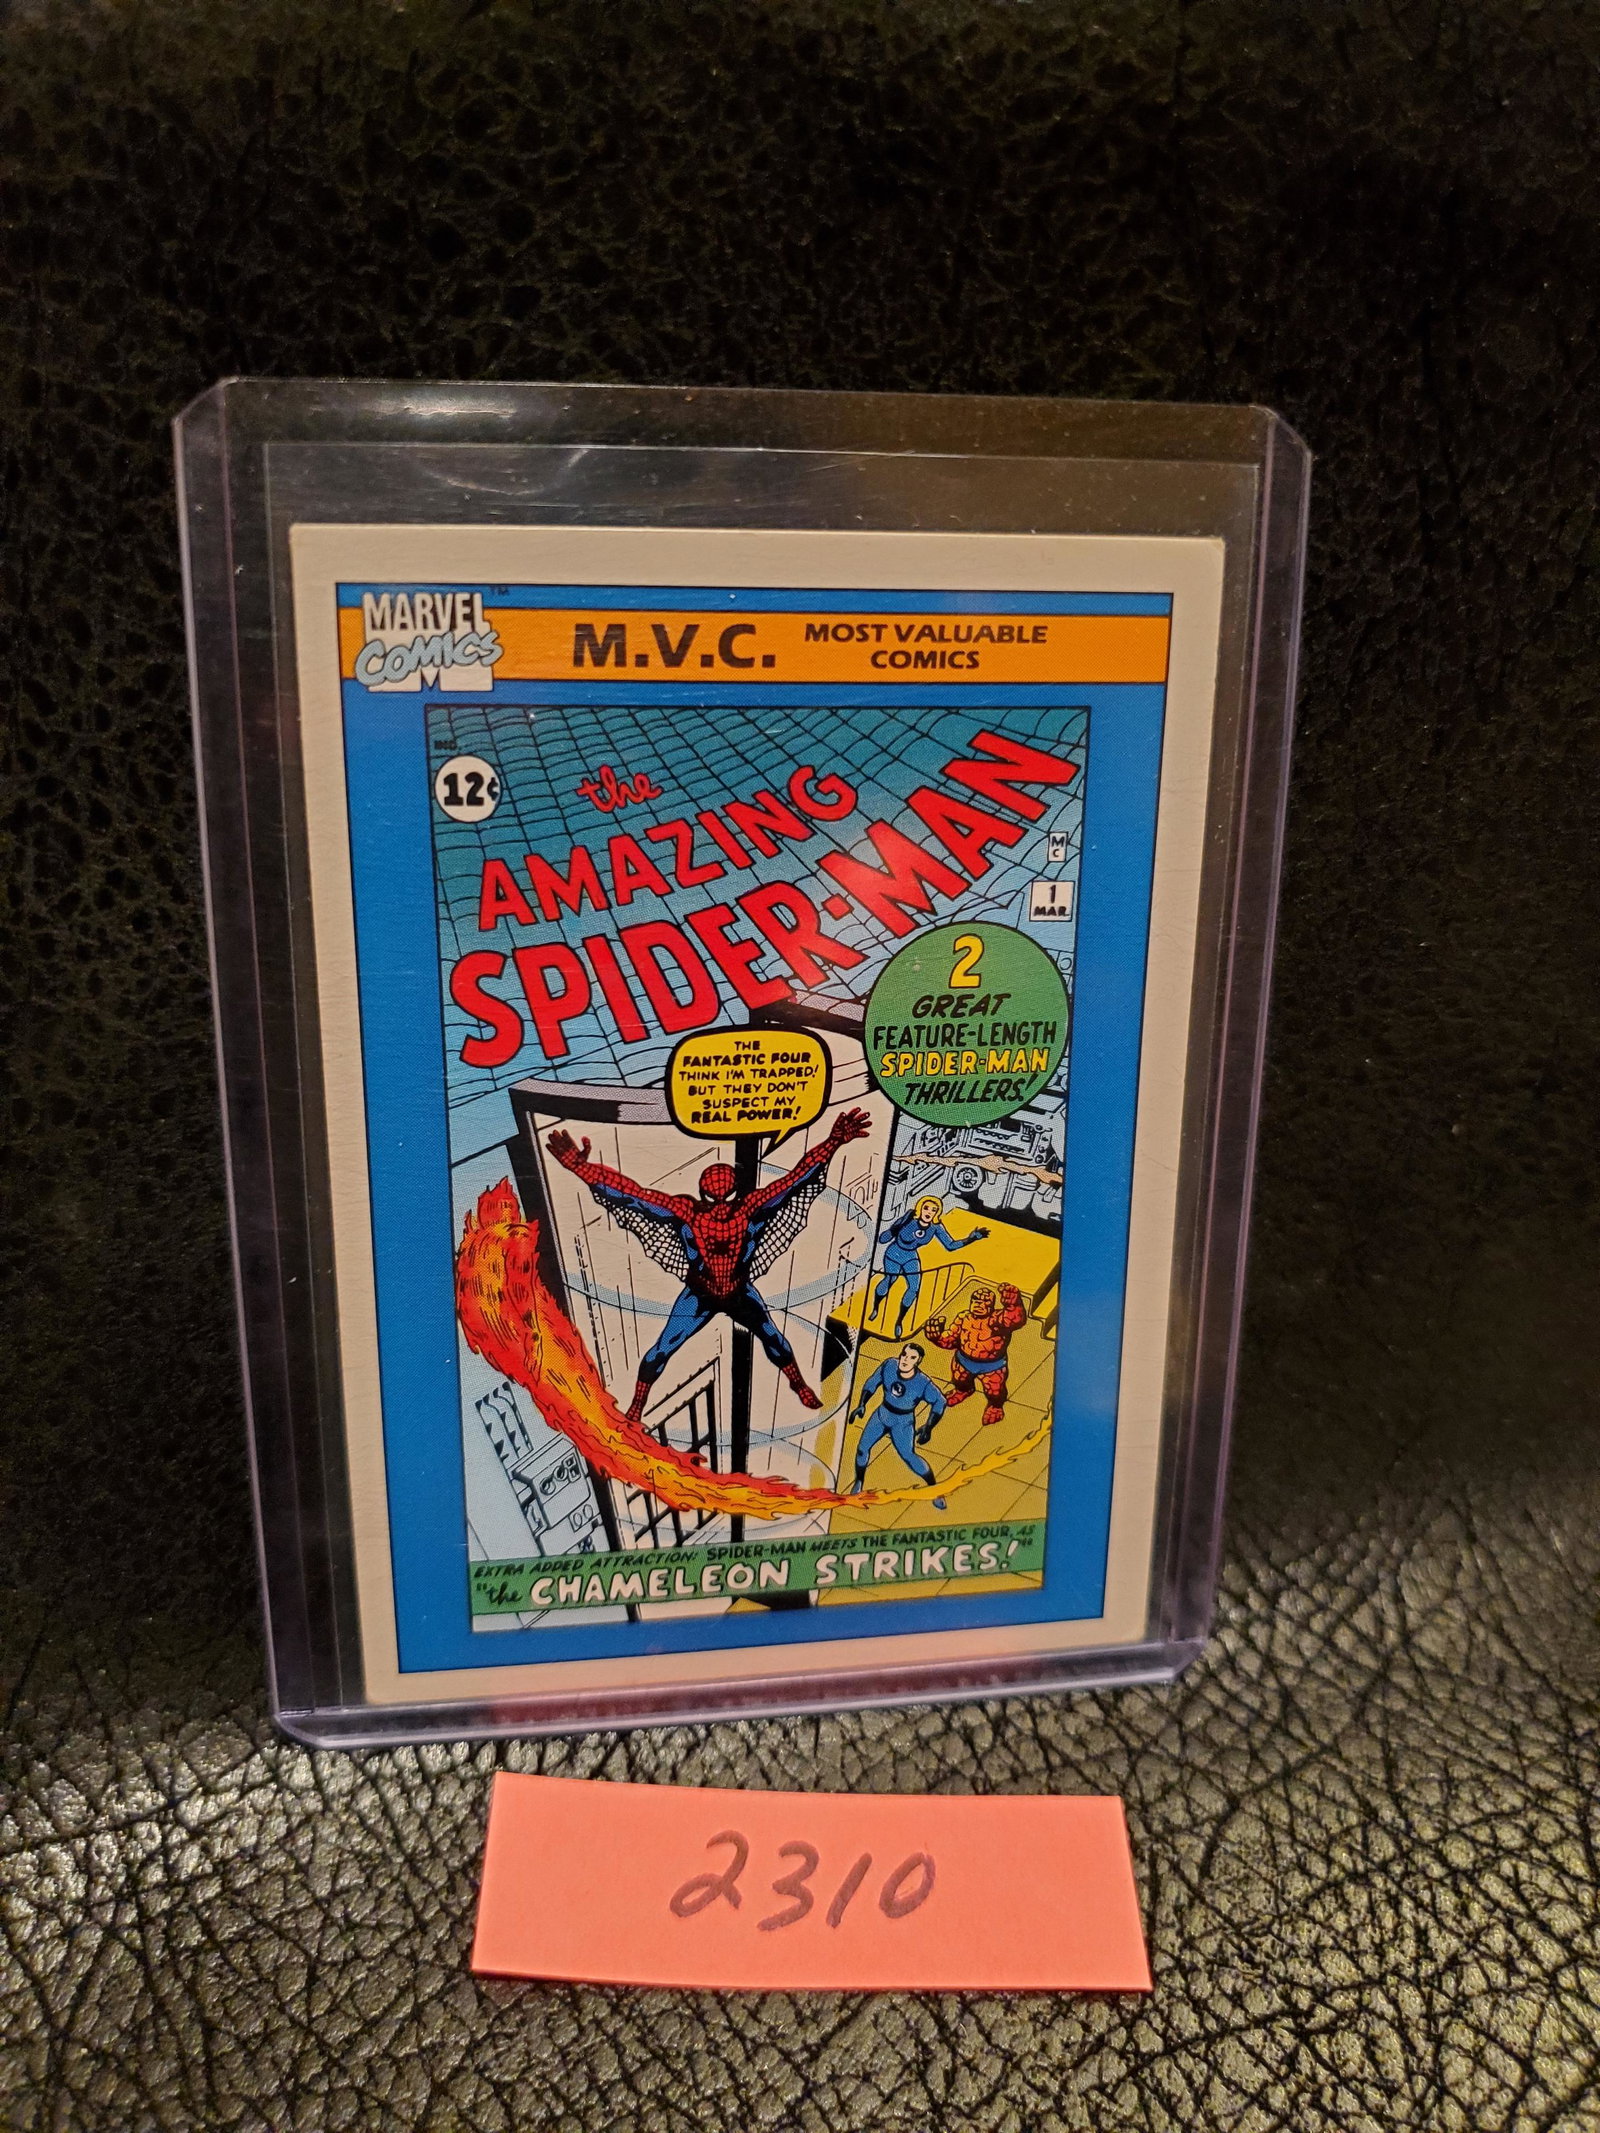 MARVEL™
COMICS
M.V.C.
MOST VALUABLE
COMICS
IND.
12¢
the
AMAZING
SPIDER-MAN
M
C
1
MAR.
2
GREAT
FEATURE-LENGTH
SPIDER-MAN
THRILLERS!
THE
FANTASTIC FOUR
THINK I'M TRAPPED!
BUT THEY DON'T
SUSPECT MY
REAL POWER!
EXTRA ADDED ATTRACTION: SPIDER-MAN MEETS THE FANTASTIC FOUR, AS
"the CHAMELEON STRIKES!"
2310